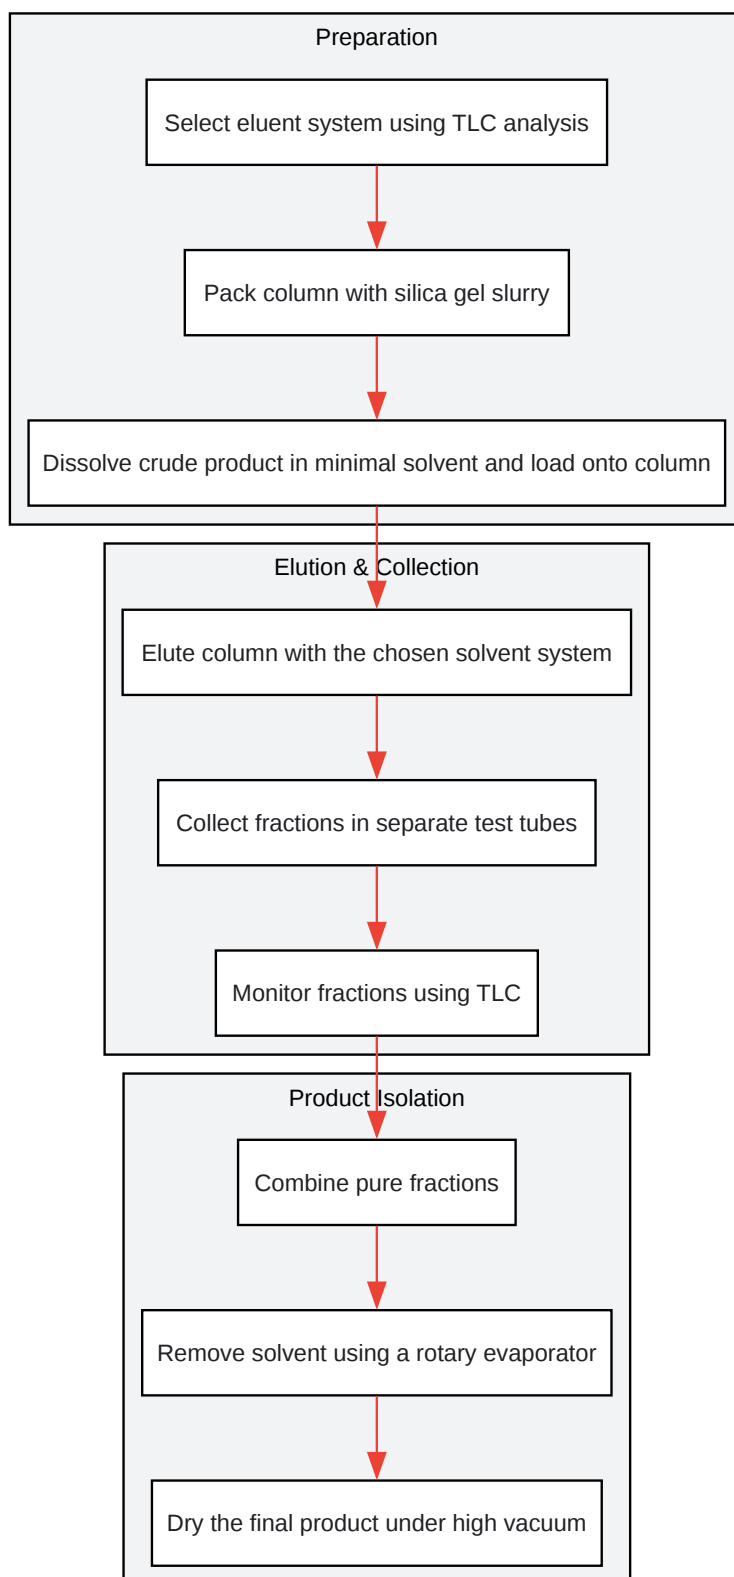 Preparation
Select eluent system using TLC analysis
Pack column with silica gel slurry
Dissolve crude product in minimal solvent and load onto column
Elution & Collection
Elute column with the chosen solvent system
Collect fractions in separate test tubes
Monitor fractions using TLC
Product Isolation
Combine pure fractions
Remove solvent using a rotary evaporator
Dry the final product under high vacuum